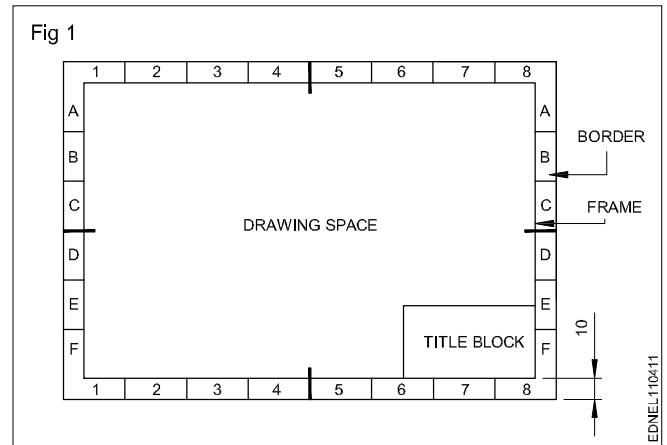 Fig 1
1 2 3 4 5 6 7 8
A A
B B
BORDER
C C
FRAME
DRAWING SPACE
D D
E E
10
TITLE BLOCK
F F
1 2 3 4 5 6 7 8
EDNEL110411